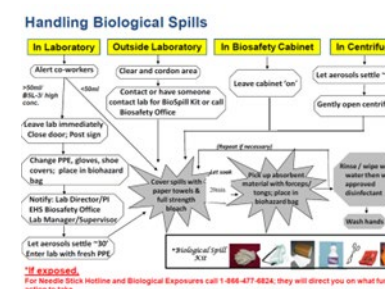 Handling Biological Spills
In Laboratory
Outside Laboratory
In Biosafety Cabinet
In Centrifu
Alert co-workers
>50ml/
BSL-3/ high
conc.
<50ml
Leave lab immediately
Close door; Post sign
Change PPE, gloves, shoe
covers; place in biohazard
bag
Notify: Lab Director/PI
EHS Biosafety Office
Lab Manager/Supervisor
Let aerosols settle ~30'
Enter lab with fresh PPE
Clear and cordon area
Contact or have someone
contact lab for BioSpill Kit or call
Biosafety Office
Leave cabinet 'on'
Let aerosols settle ~
Gently open centrif
(Repeat if necessary)
Cover spills with
paper towels &
full strength
bleach
Let soak
Pick up absorbent
material with forceps/
tongs; place in
biohazard bag
Rinse / wipe w
water then w
approved
disinfectant
Wash hands
•Biological Spill
Kit
*If exposed,
For Needle Stick Hotline and Biological Exposures call 1-866-477-6824; they will direct you on what fu